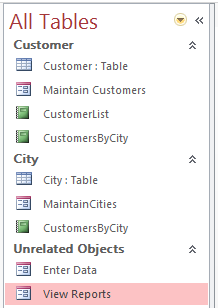 All Tables
Customer
Customer : Table
Maintain Customers
CustomerList
CustomersByCity
City
City : Table
MaintainCities
CustomersByCity
Unrelated Objects
Enter Data
View Reports